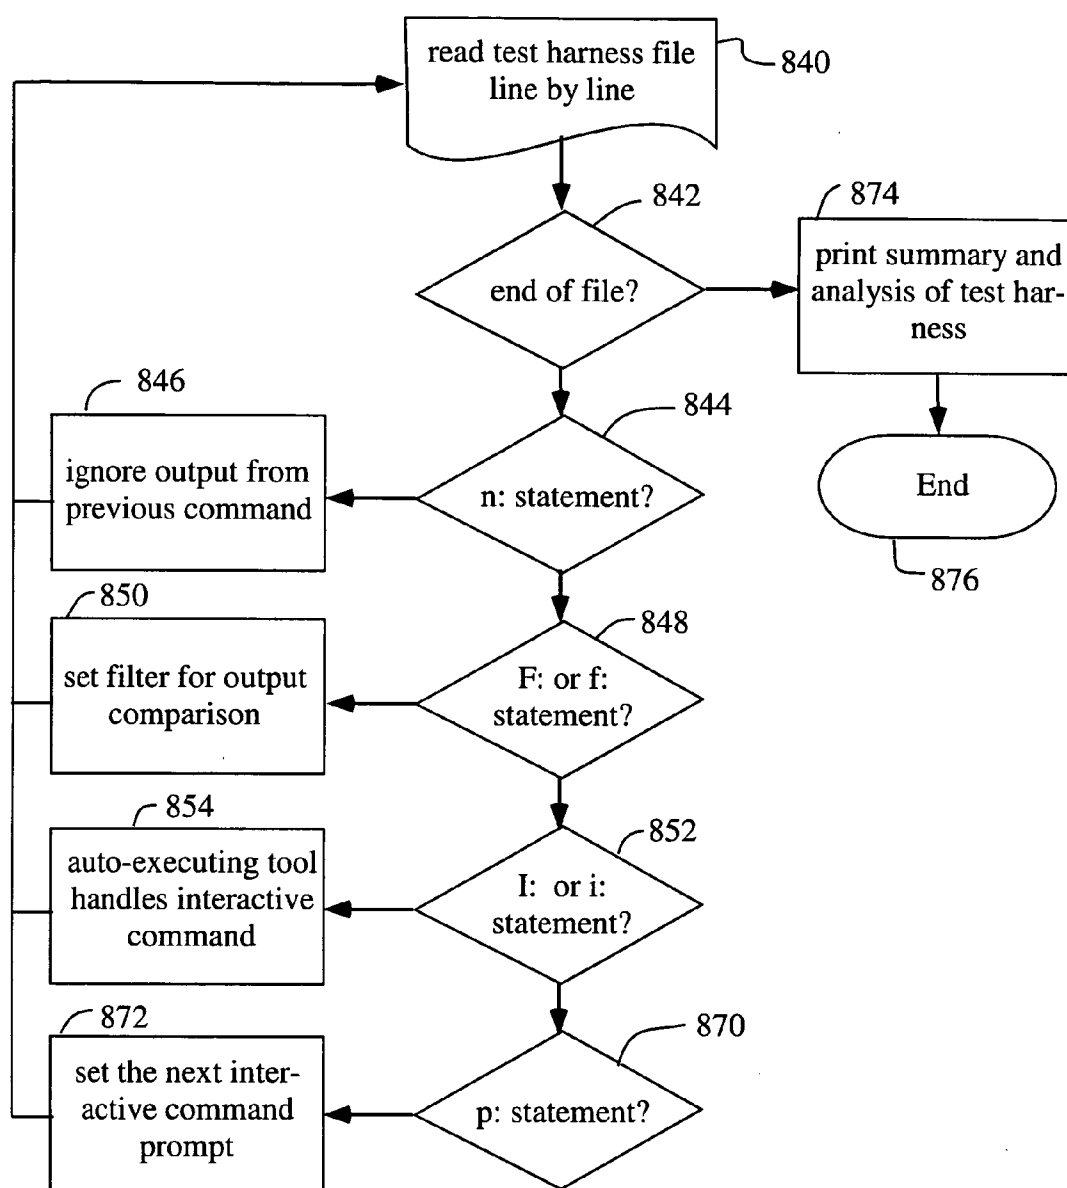 read test harness file
line by line
840
842
874
end of file?
print summary and
analysis of test har-
ness
846
844
ignore output from
previous command
n: statement?
End
876
850
848
set filter for output
comparison
F: or f:
statement?
854
852
auto-executing tool
handles interactive
command
I: or i:
statement?
872
870
set the next inter-
active command
prompt
p: statement?